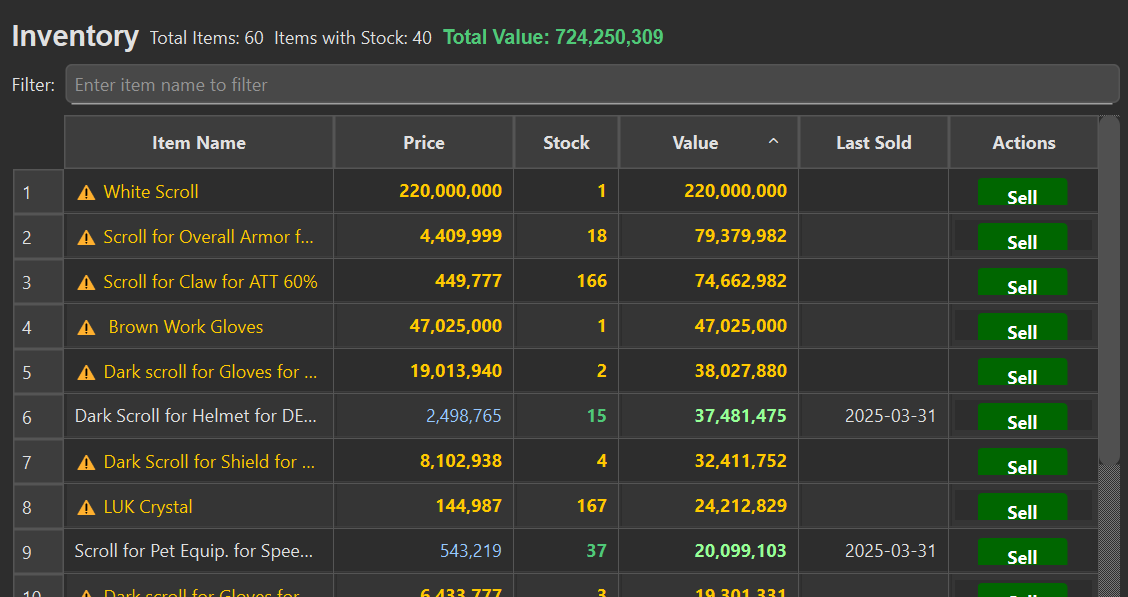 Inventory Total Items: 60 Items with Stock: 40 Total Value: 724,250,309
Filter: Enter item name to filter
Item Name Price Stock Value Last Sold Actions
1 White Scroll 220,000,000 1 220,000,000 Sell
2 Scroll for Overall Armor f... 4,409,999 18 79,379,982 Sell
3 Scroll for Claw for ATT 60% 449,777 166 74,662,982 Sell
4 Brown Work Gloves 47,025,000 1 47,025,000 Sell
5 Dark scroll for Gloves for ... 19,013,940 2 38,027,880 Sell
6 Dark Scroll for Helmet for DE... 2,498,765 15 37,481,475 2025-03-31 Sell
7 Dark Scroll for Shield for ... 8,102,938 4 32,411,752 Sell
8 LUK Crystal 144,987 167 24,212,829 Sell
9 Scroll for Pet Equip. for Spee... 543,219 37 20,099,103 2025-03-31 Sell
10 Dark scroll for Gloves for 6,433,777 3 19,301,331 Sell